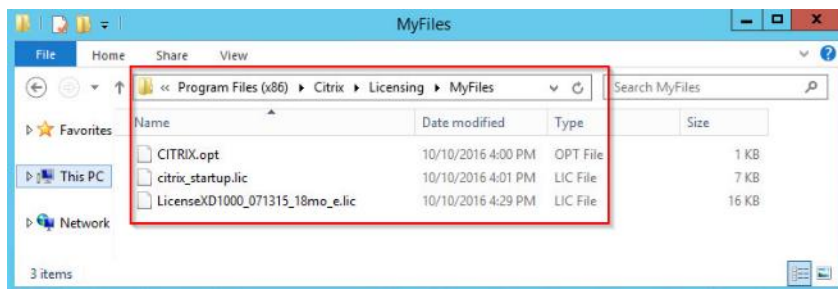 MyFiles
File Home Share View
« Program Files (x86) Citrix Licensing MyFiles Search MyFiles
Favorites
This PC
Network
Name Date modified Type Size
CITRIX.opt 10/10/2016 4:00 PM OPT File 1 KB
citrix_startup.lic 10/10/2016 4:01 PM LIC File 7 KB
LicenseXD1000_071315_18mo_e.lic 10/10/2016 4:29 PM LIC File 16 KB
3 items